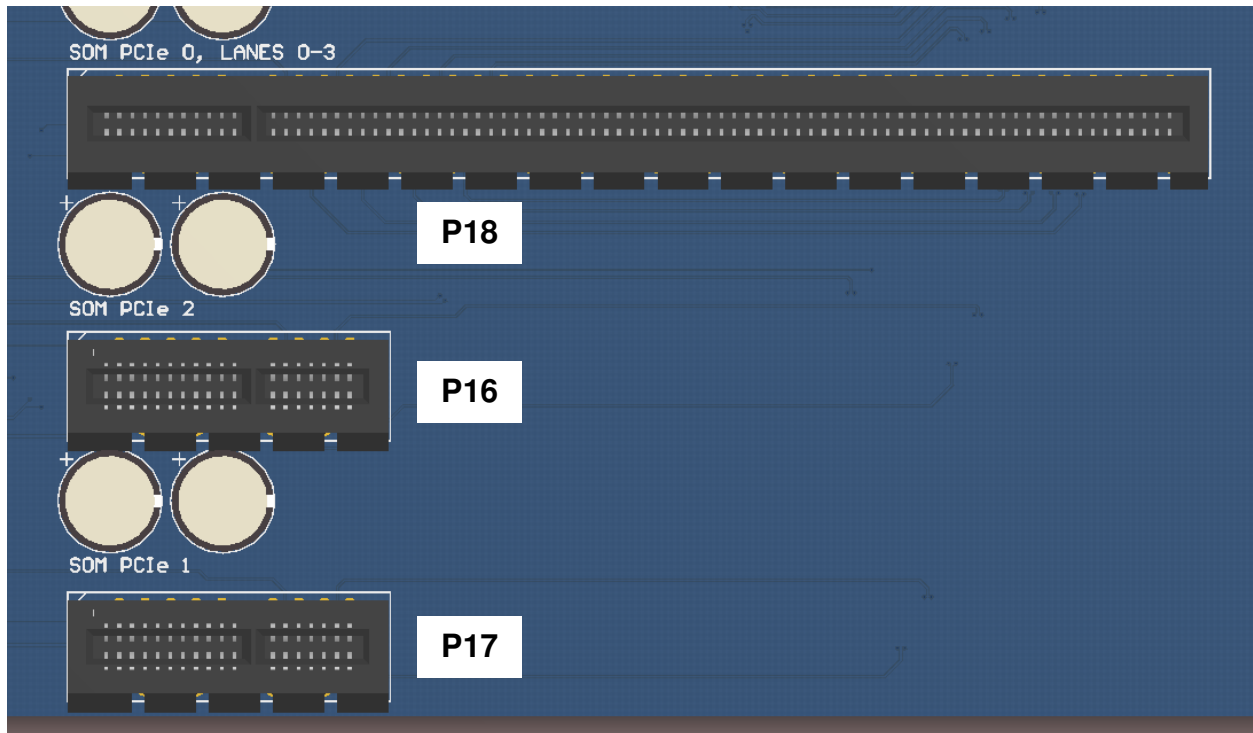 SOM PCIe 0, LANES 0-3
P18
SOM PCIe 2
P16
SOM PCIe 1
P17